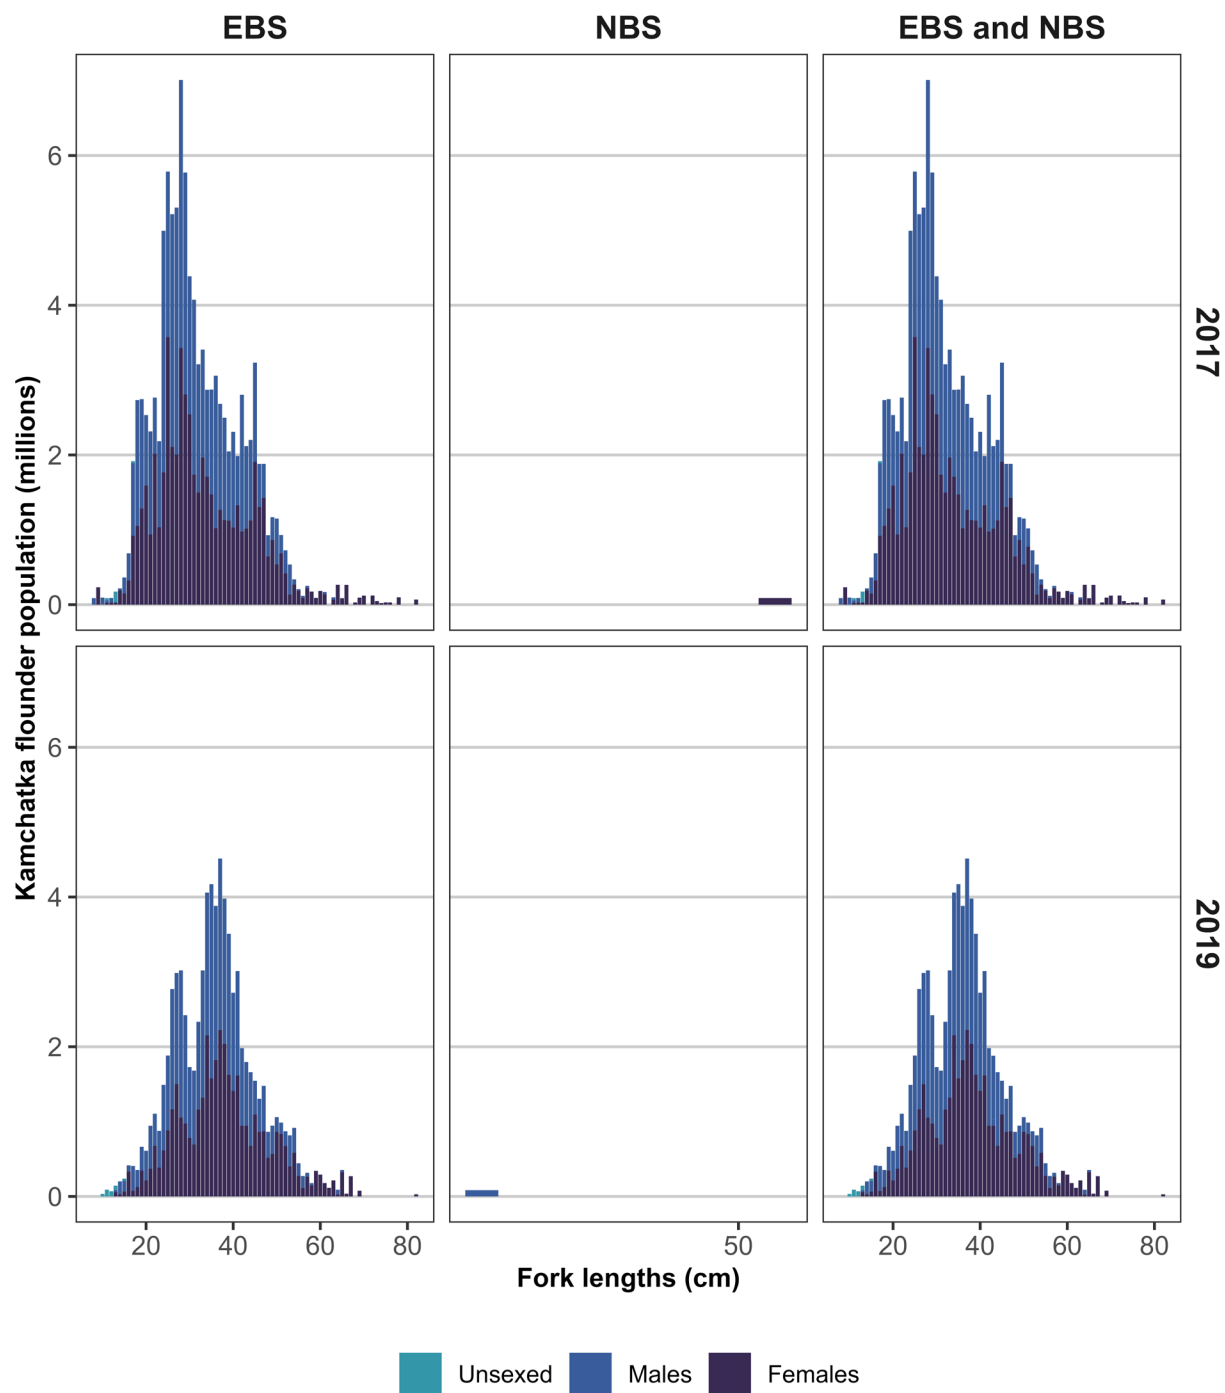 EBS NBS EBS and NBS
Kamchatka flounder population (millions)
6
4
2
0
2017
6
4
2
0
2019
20 40 60 80 50 20 40 60 80
Fork lengths (cm)
Unsexed Males Females